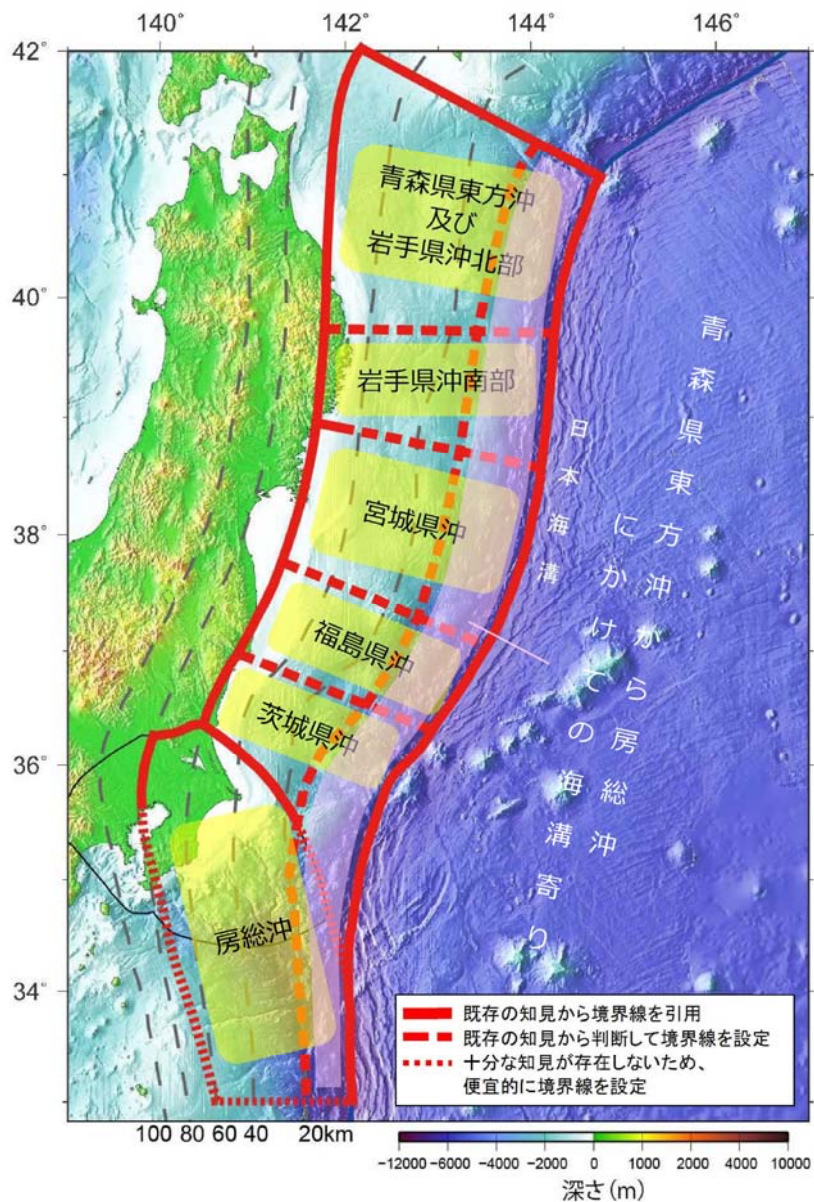 140°
142°
144°
146°
42°
40°
38°
36°
34°
青森県東方沖
及び
岩手県沖北部
岩手県沖南部
宮城県沖
福島県沖
茨城県沖
房総沖
日本海溝
青森県東方沖から房総沖
にかけての海溝寄り
既存の知見から境界線を引用
既存の知見から判断して境界線を設定
十分な知見が存在しないため、
便宜的に境界線を設定
100 80 60 40 20km
-12000 -6000 -4000 -2000 0 1000 2000 4000 10000
深さ(m)